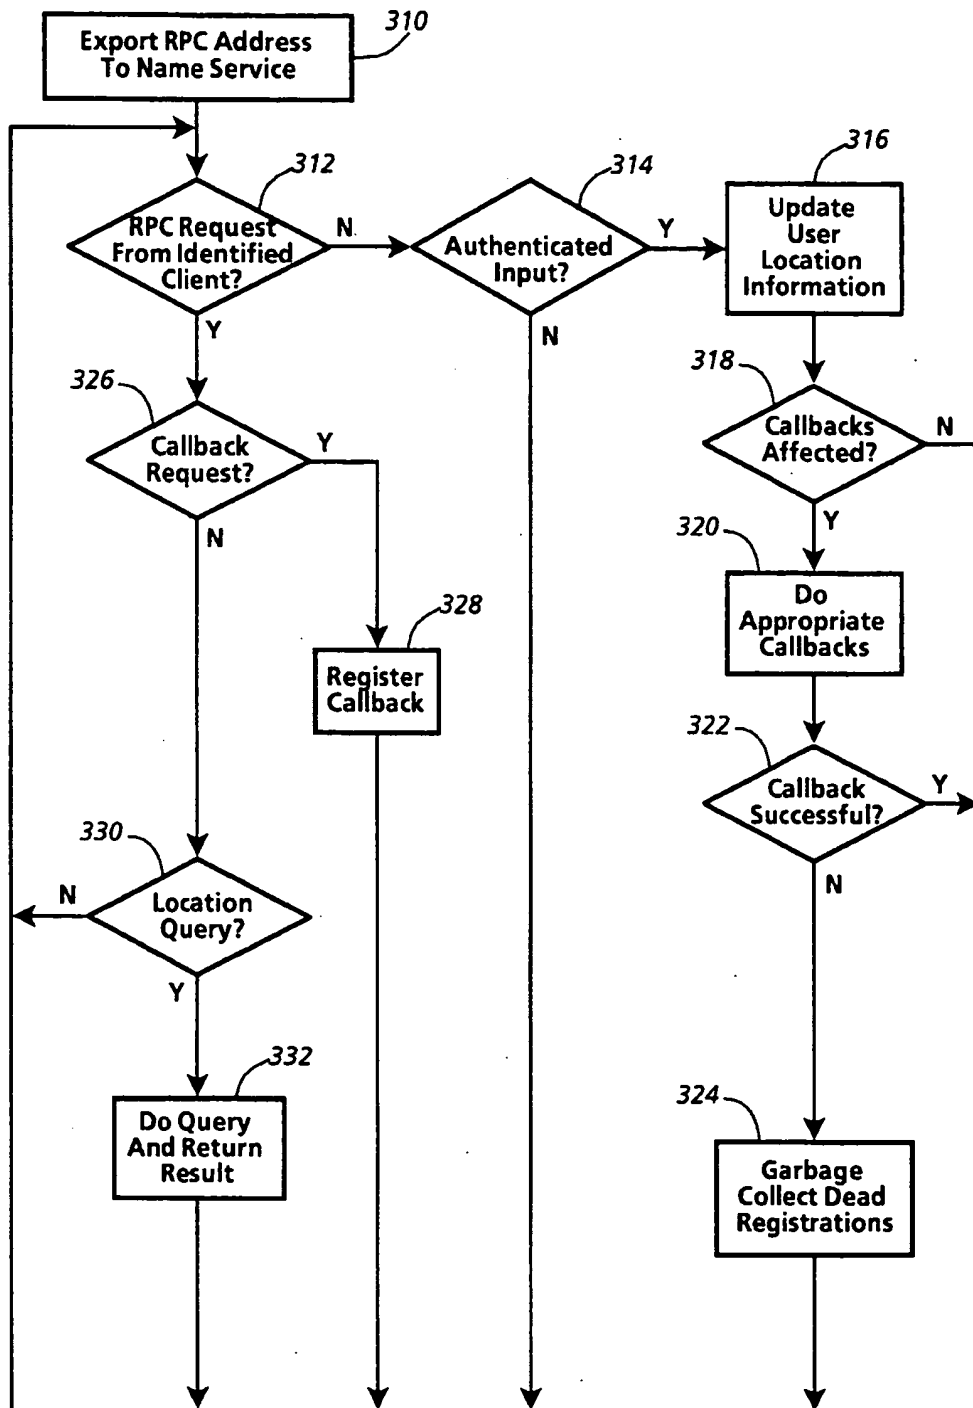 310
Export RPC Address
To Name Service
312
RPC Request
From Identified
Client?
N
Y
314
Authenticated
Input?
Y
N
316
Update
User
Location
Information
318
Callbacks
Affected?
N
Y
320
Do
Appropriate
Callbacks
322
Callback
Successful?
Y
N
324
Garbage
Collect Dead
Registrations
326
Callback
Request?
Y
N
328
Register
Callback
330
Location
Query?
N
Y
332
Do Query
And Return
Result